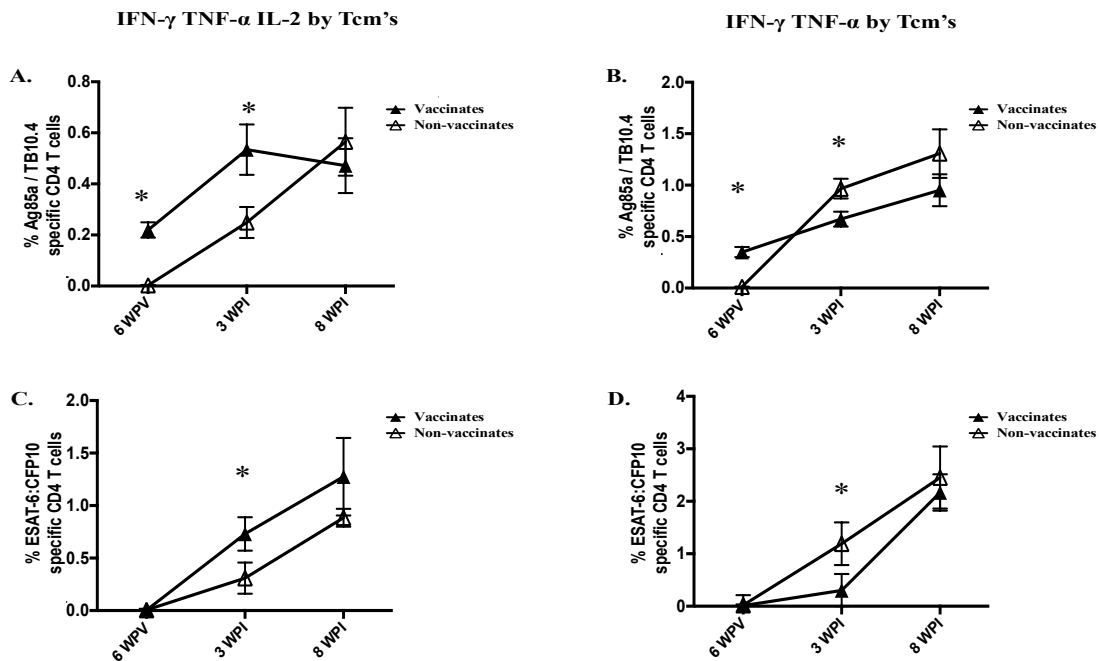 IFN-γ TNF-α IL-2 by Tcm's
IFN-γ TNF-α by Tcm's
A.
% Ag85a / TB10.4
specific CD4 T cells
0.8
0.6
0.4
0.2
0.0
*
*
6 WPV
3 WPI
8 WPI
Vaccinates
Non-vaccinates
B.
% Ag85a / TB10.4
specific CD4 T cells
2.0
1.5
1.0
0.5
0.0
*
*
6 WPV
3 WPI
8 WPI
Vaccinates
Non-vaccinates
C.
% ESAT-6:CFP10
specific CD4 T cells
2.0
1.5
1.0
0.5
0.0
*
6 WPV
3 WPI
8 WPI
Vaccinates
Non-vaccinates
D.
% ESAT-6:CFP10
specific CD4 T cells
4
3
2
1
0
*
6 WPV
3 WPI
8 WPI
Vaccinates
Non-vaccinates